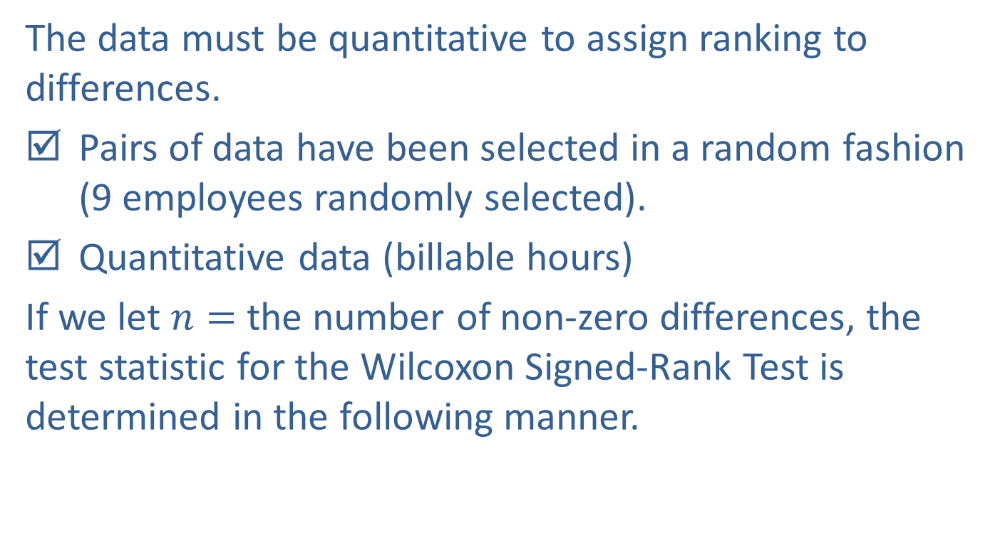 The data must be quantitative to assign ranking to
differences.
☑ Pairs of data have been selected in a random fashion
(9 employees randomly selected).
☑ Quantitative data (billable hours)
If we let n = the number of non-zero differences, the
test statistic for the Wilcoxon Signed-Rank Test is
determined in the following manner.